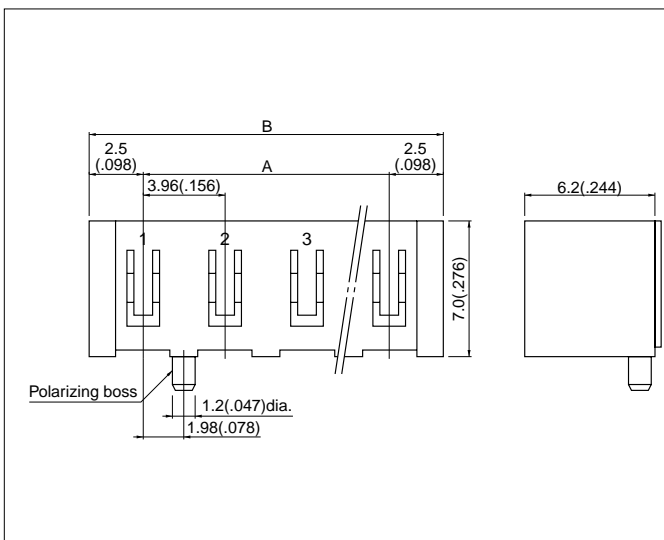 B
2.5
(.098)
A
2.5
(.098)
3.96(.156)
6.2(.244)
1
2
3
7.0(.276)
Polarizing boss
1.2(.047)dia.
1.98(.078)